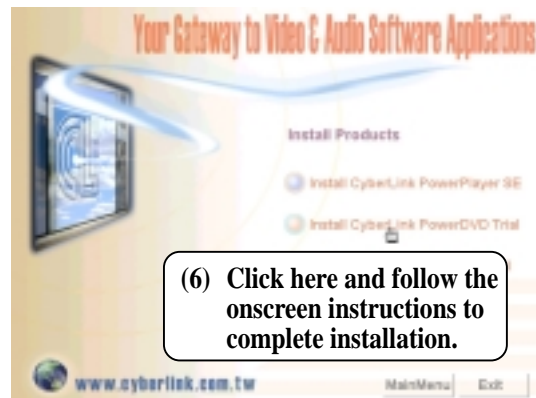 Your Gateway to Video & Audio Software Applications
Install Products
Install CyberLink PowerPlayer SE
Install CyberLink PowerDVD Trial
(6) Click here and follow the
onscreen instructions to
complete installation.
www.cyberlink.com.tw
MainMenu
Exit